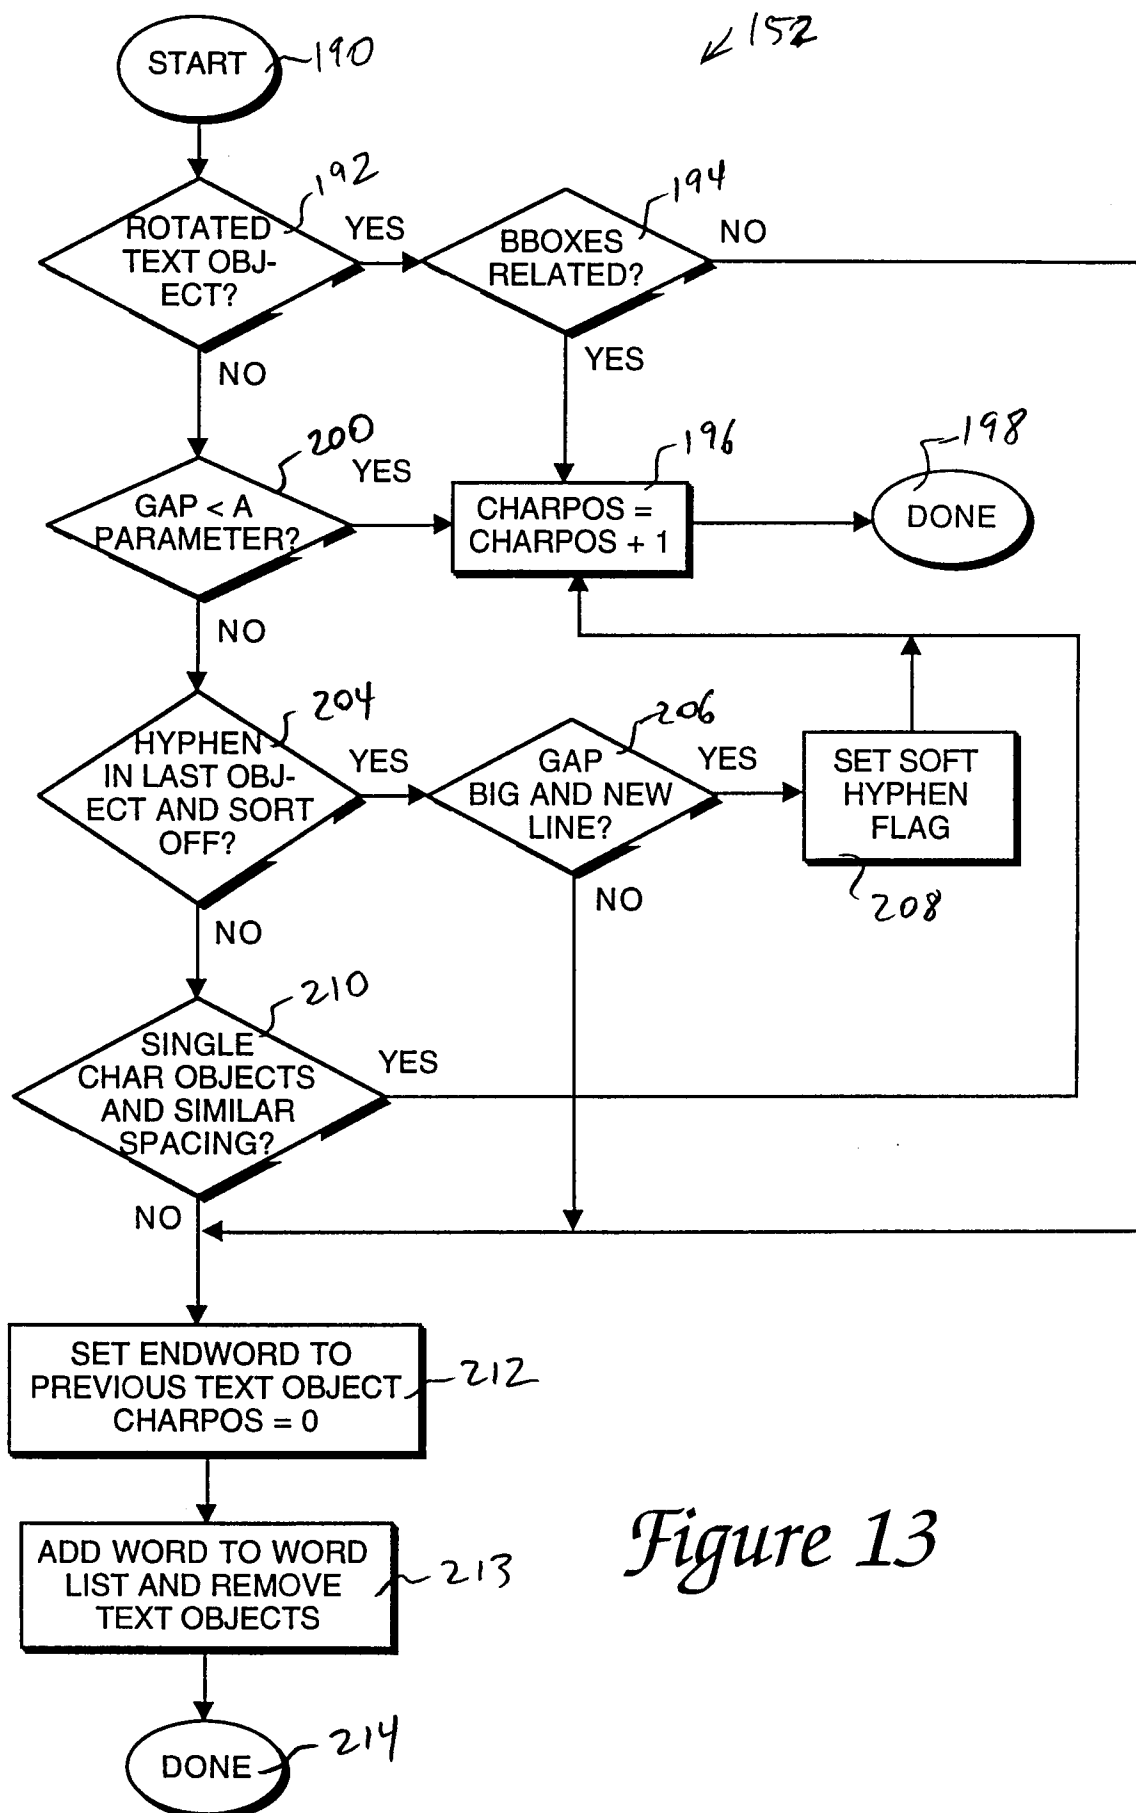 152
START
190
192
ROTATED
TEXT OBJ-
ECT?
YES
NO
194
BBOXES
RELATED?
NO
YES
200
GAP < A
PARAMETER?
YES
NO
196
CHARPOS =
CHARPOS + 1
198
DONE
204
HYPHEN
IN LAST OBJ-
ECT AND SORT
OFF?
YES
NO
206
GAP
BIG AND NEW
LINE?
YES
NO
SET SOFT
HYPHEN
FLAG
208
210
SINGLE
CHAR OBJECTS
AND SIMILAR
SPACING?
YES
NO
SET ENDWORD TO
PREVIOUS TEXT OBJECT
CHARPOS = 0
212
ADD WORD TO WORD
LIST AND REMOVE
TEXT OBJECTS
213
DONE
214
Figure 13